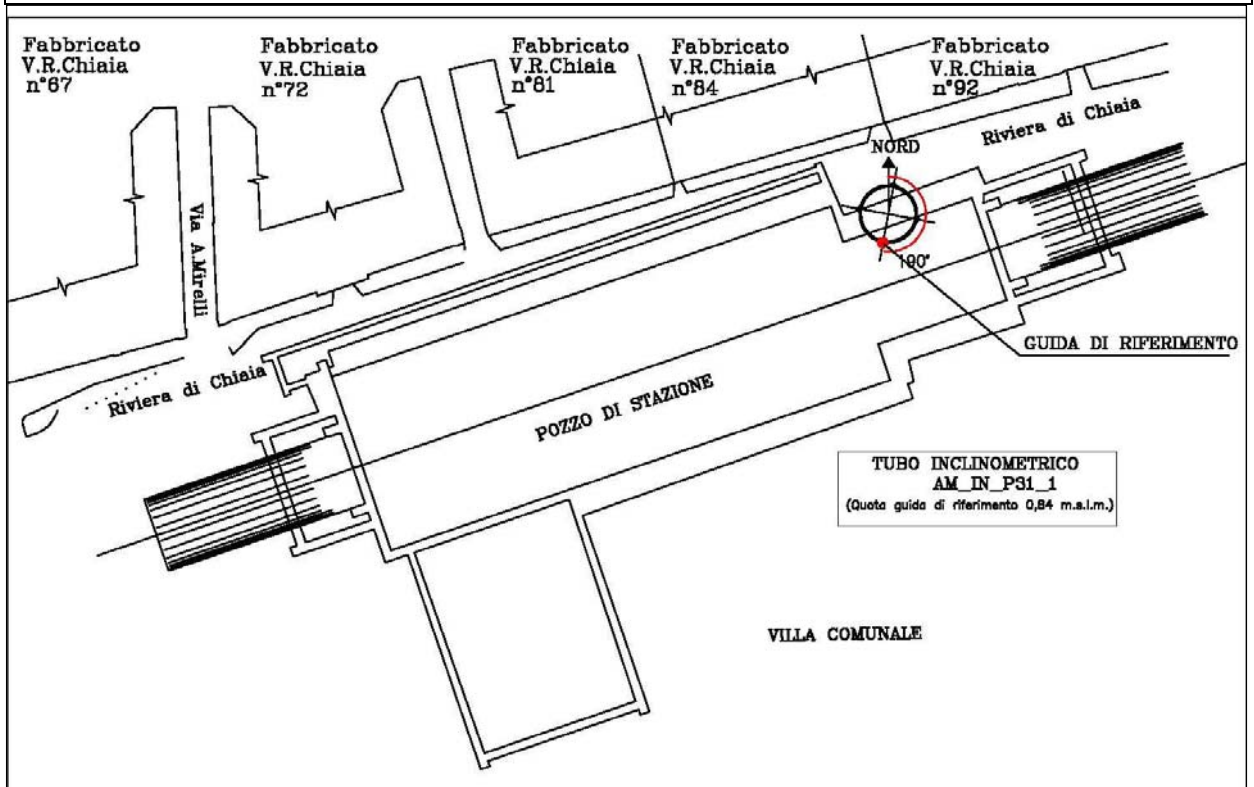 Fabbricato
V.R.Chiaia
n°67
Fabbricato
V.R.Chiaia
n°72
Fabbricato
V.R.Chiaia
n°81
Fabbricato
V.R.Chiaia
n°84
Fabbricato
V.R.Chiaia
n°92
Riviera di Chiaia
NORD
Via A.Mirelli
190°
GUIDA DI RIFERIMENTO
Riviera di Chiaia
POZZO DI STAZIONE
TUBO INCLINOMETRICO
AM_IN_P31_1
(Quota guida di riferimento 0,84 m.s.l.m.)
VILLA COMUNALE